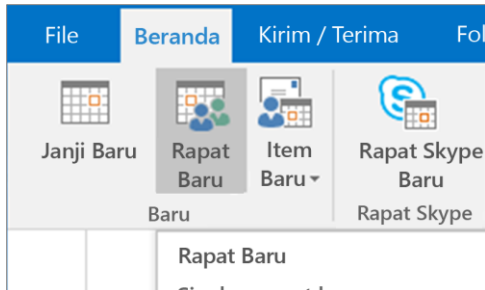 File Beranda Kirim / Terima
Janji Baru Rapat Baru Item Baru Rapat Skype Baru
Baru Rapat Skype
Rapat Baru